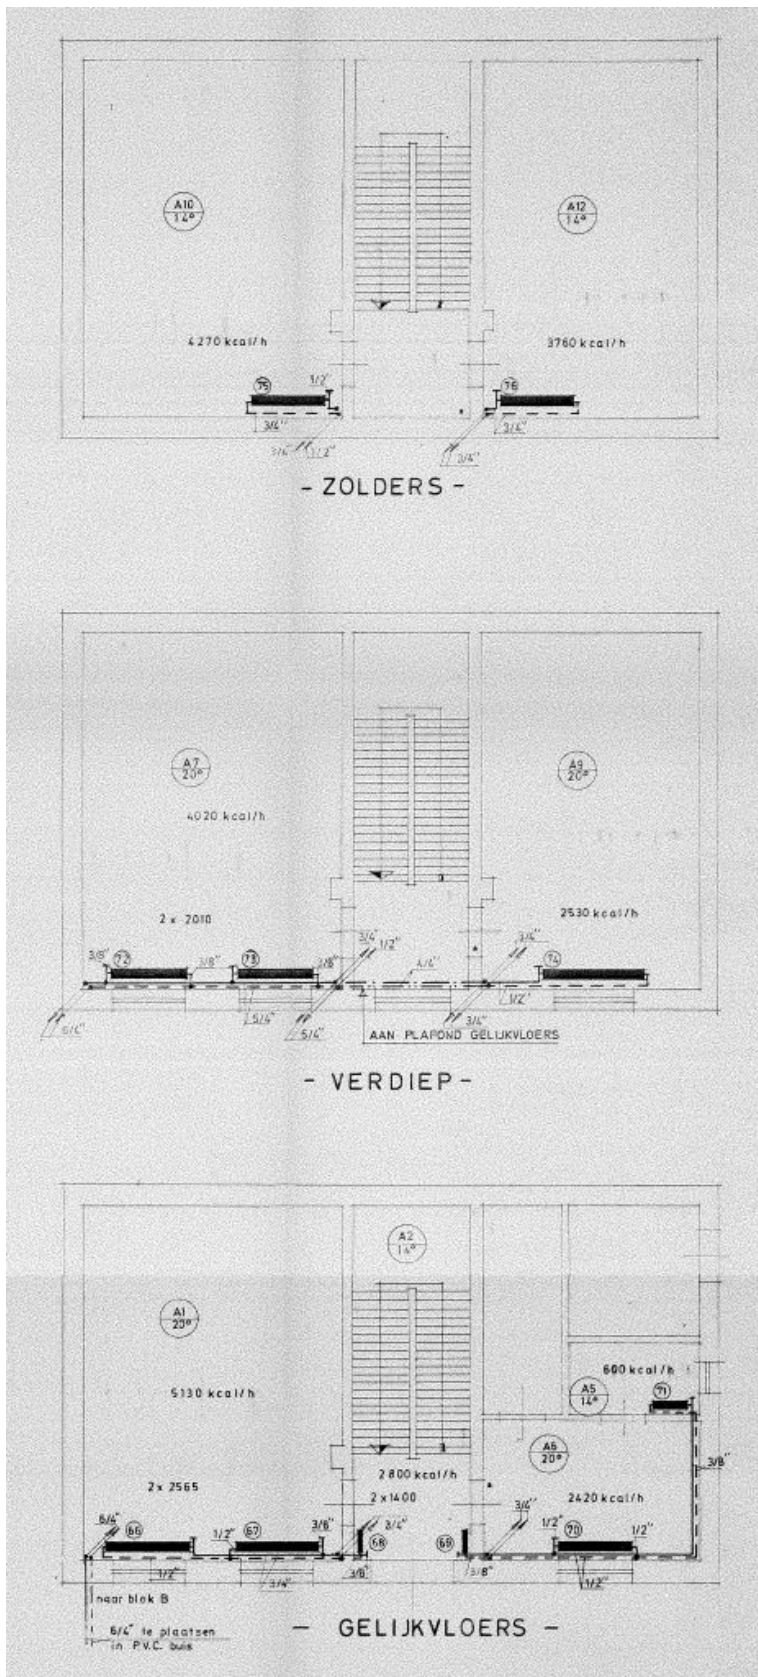 A10
14°
A12
14°
4270 kcal/h
3760 kcal/h
75
1/2"
76
3/4"
3/4"
3/4"
1/2"
3/4"
- ZOLDERS -
A7
20°
A9
20°
4020 kcal/h
2 x 2010
2530 kcal/h
3/8"
72
3/8"
73
3/8"
3/4"
1/2"
3/4"
74
5/4"
5/4"
5/4"
3/4"
1/2"
AAN PLAFOND GELIJKVLOERS
- VERDIEP -
A2
14°
A1
20°
5130 kcal/h
600 kcal/h
A5
14°
71
A6
20°
3/8"
2 x 2565
2800 kcal/h
2 x 1400
2420 kcal/h
6/4"
66
1/2"
67
3/8"
3/4"
68
69
3/4"
1/2"
70
1/2"
1/2"
3/4"
3/8"
3/8"
1/2"
naar blok B
6/4" te plaatsen
in P.V.C. buis
- GELIJKVLOERS -